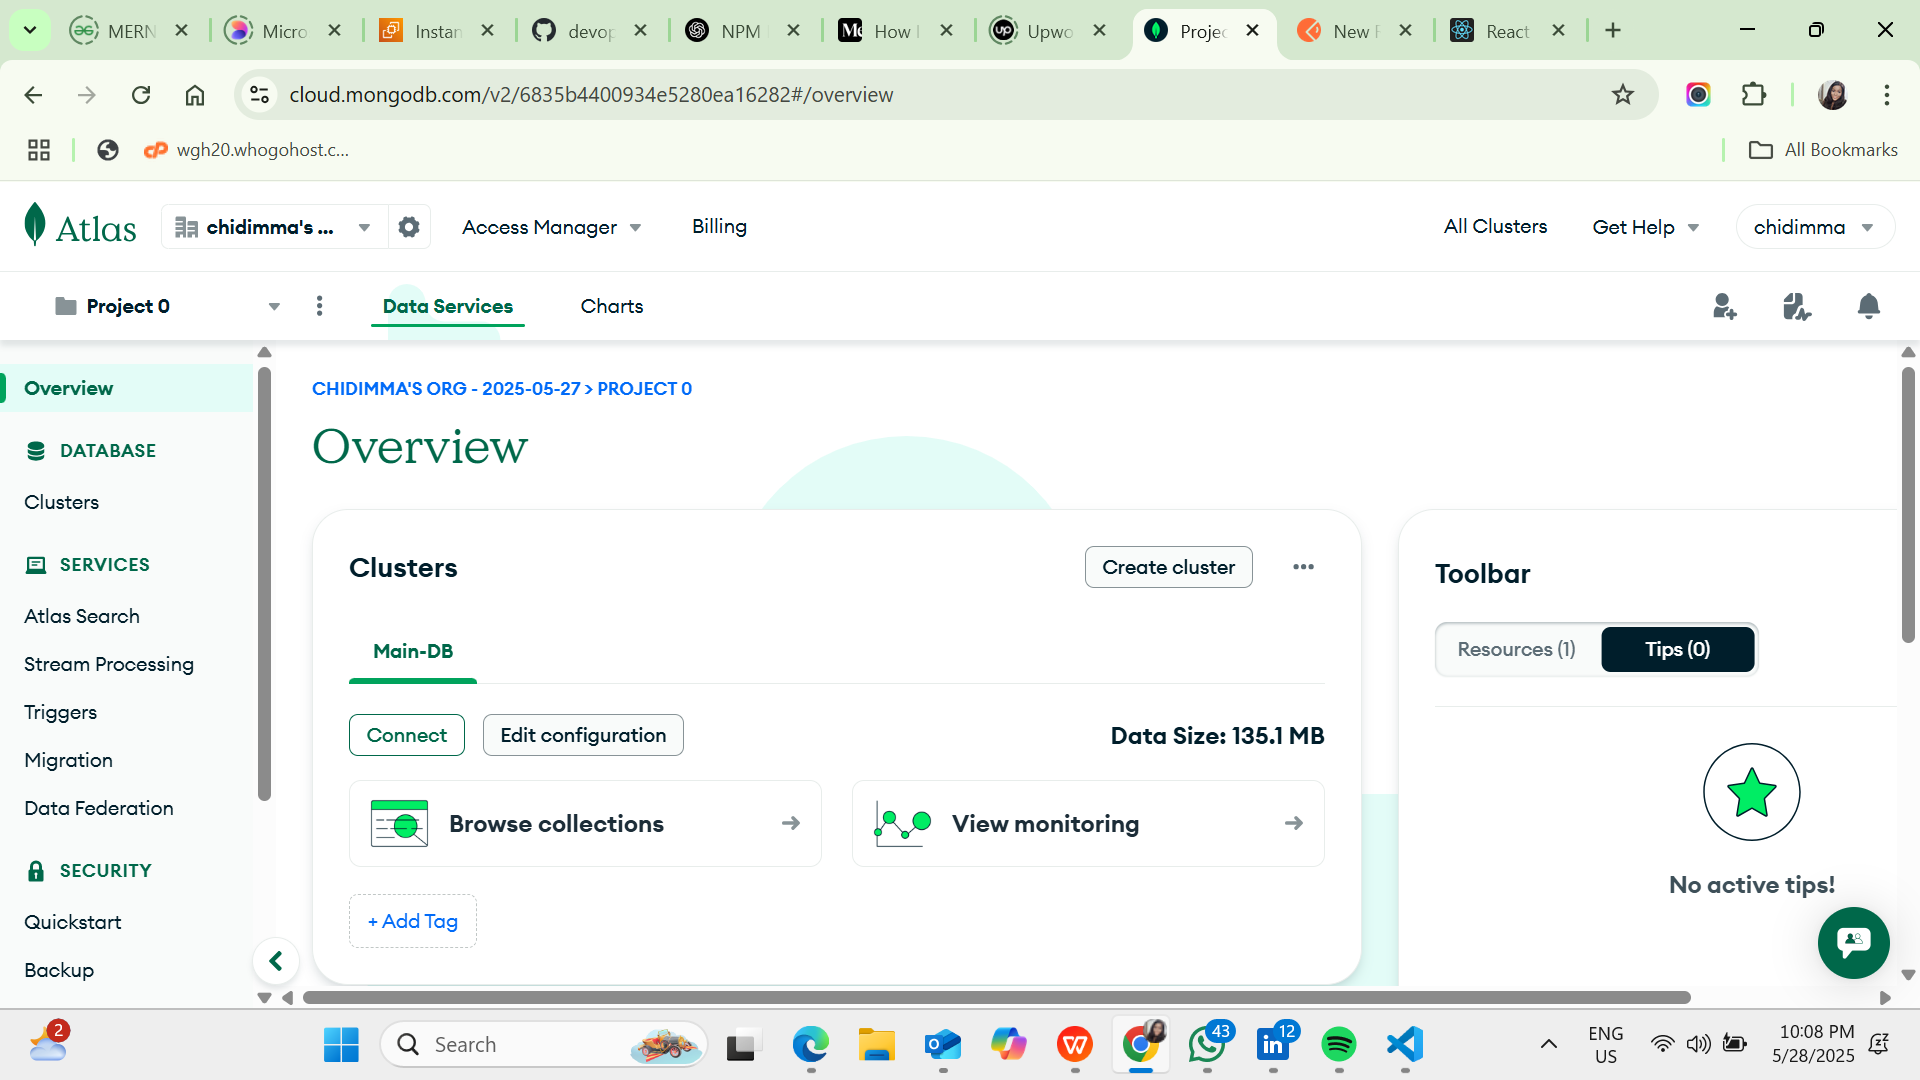 MERN
Micro
Instan
devop
NPM
How I
Upwo
Projec
New F
React
cloud.mongodb.com/v2/6835b4400934e5280ea16282#/overview
wgh20.whogohost.c...
All Bookmarks
Atlas
chidimma's ...
Access Manager
Billing
All Clusters
Get Help
chidimma
Project 0
Data Services
Charts
Overview
DATABASE
Clusters
SERVICES
Atlas Search
Stream Processing
Triggers
Migration
Data Federation
SECURITY
Quickstart
Backup
CHIDIMMA'S ORG - 2025-05-27 > PROJECT 0
Overview
Clusters
Create cluster
Main-DB
Connect
Edit configuration
Data Size: 135.1 MB
Browse collections
View monitoring
+ Add Tag
Toolbar
Resources (1)
Tips (0)
No active tips!
2
Search
43
12
ENG
US
10:08 PM
5/28/2025